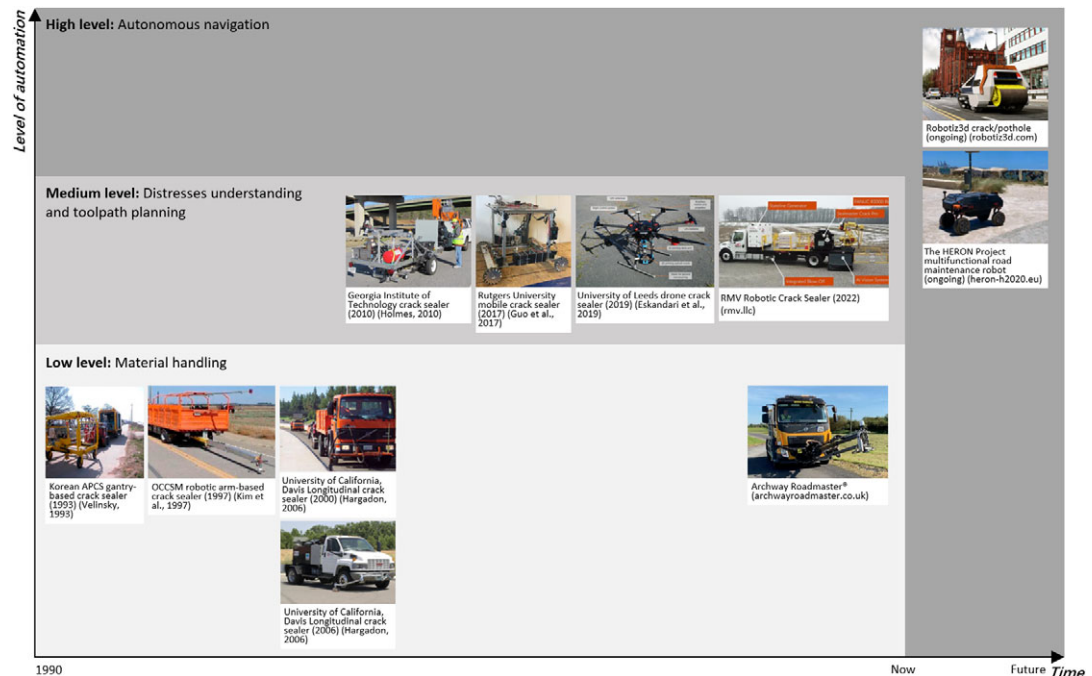 Level of automation
High level: Autonomous navigation
Robotiz3d crack/pothole
(ongoing) (robotiz3d.com)
The HERON Project
multifunctional road
maintenance robot
(ongoing) (heron-h2020.eu)
Medium level: Distresses understanding
and toolpath planning
Georgia Institute of
Technology crack sealer
(2010) (Holmes, 2010)
Rutgers University
mobile crack sealer
(2017) (Guo et al.,
2017)
University of Leeds drone crack
sealer (2019) (Eskandari et al.,
2019)
RMV Robotic Crack Sealer (2022)
(rmv.llc)
Low level: Material handling
Korean APCS gantry-
based crack sealer
(1993) (Velinsky,
1993)
OCCSM robotic arm-based
crack sealer (1997) (Kim et
al., 1997)
University of California,
Davis Longitudinal crack
sealer (2000) (Hargadon,
2006)
University of California,
Davis Longitudinal crack
sealer (2006) (Hargadon,
2006)
Archway Roadmaster®
(archwayroadmaster.co.uk)
1990
Now
Future
Time